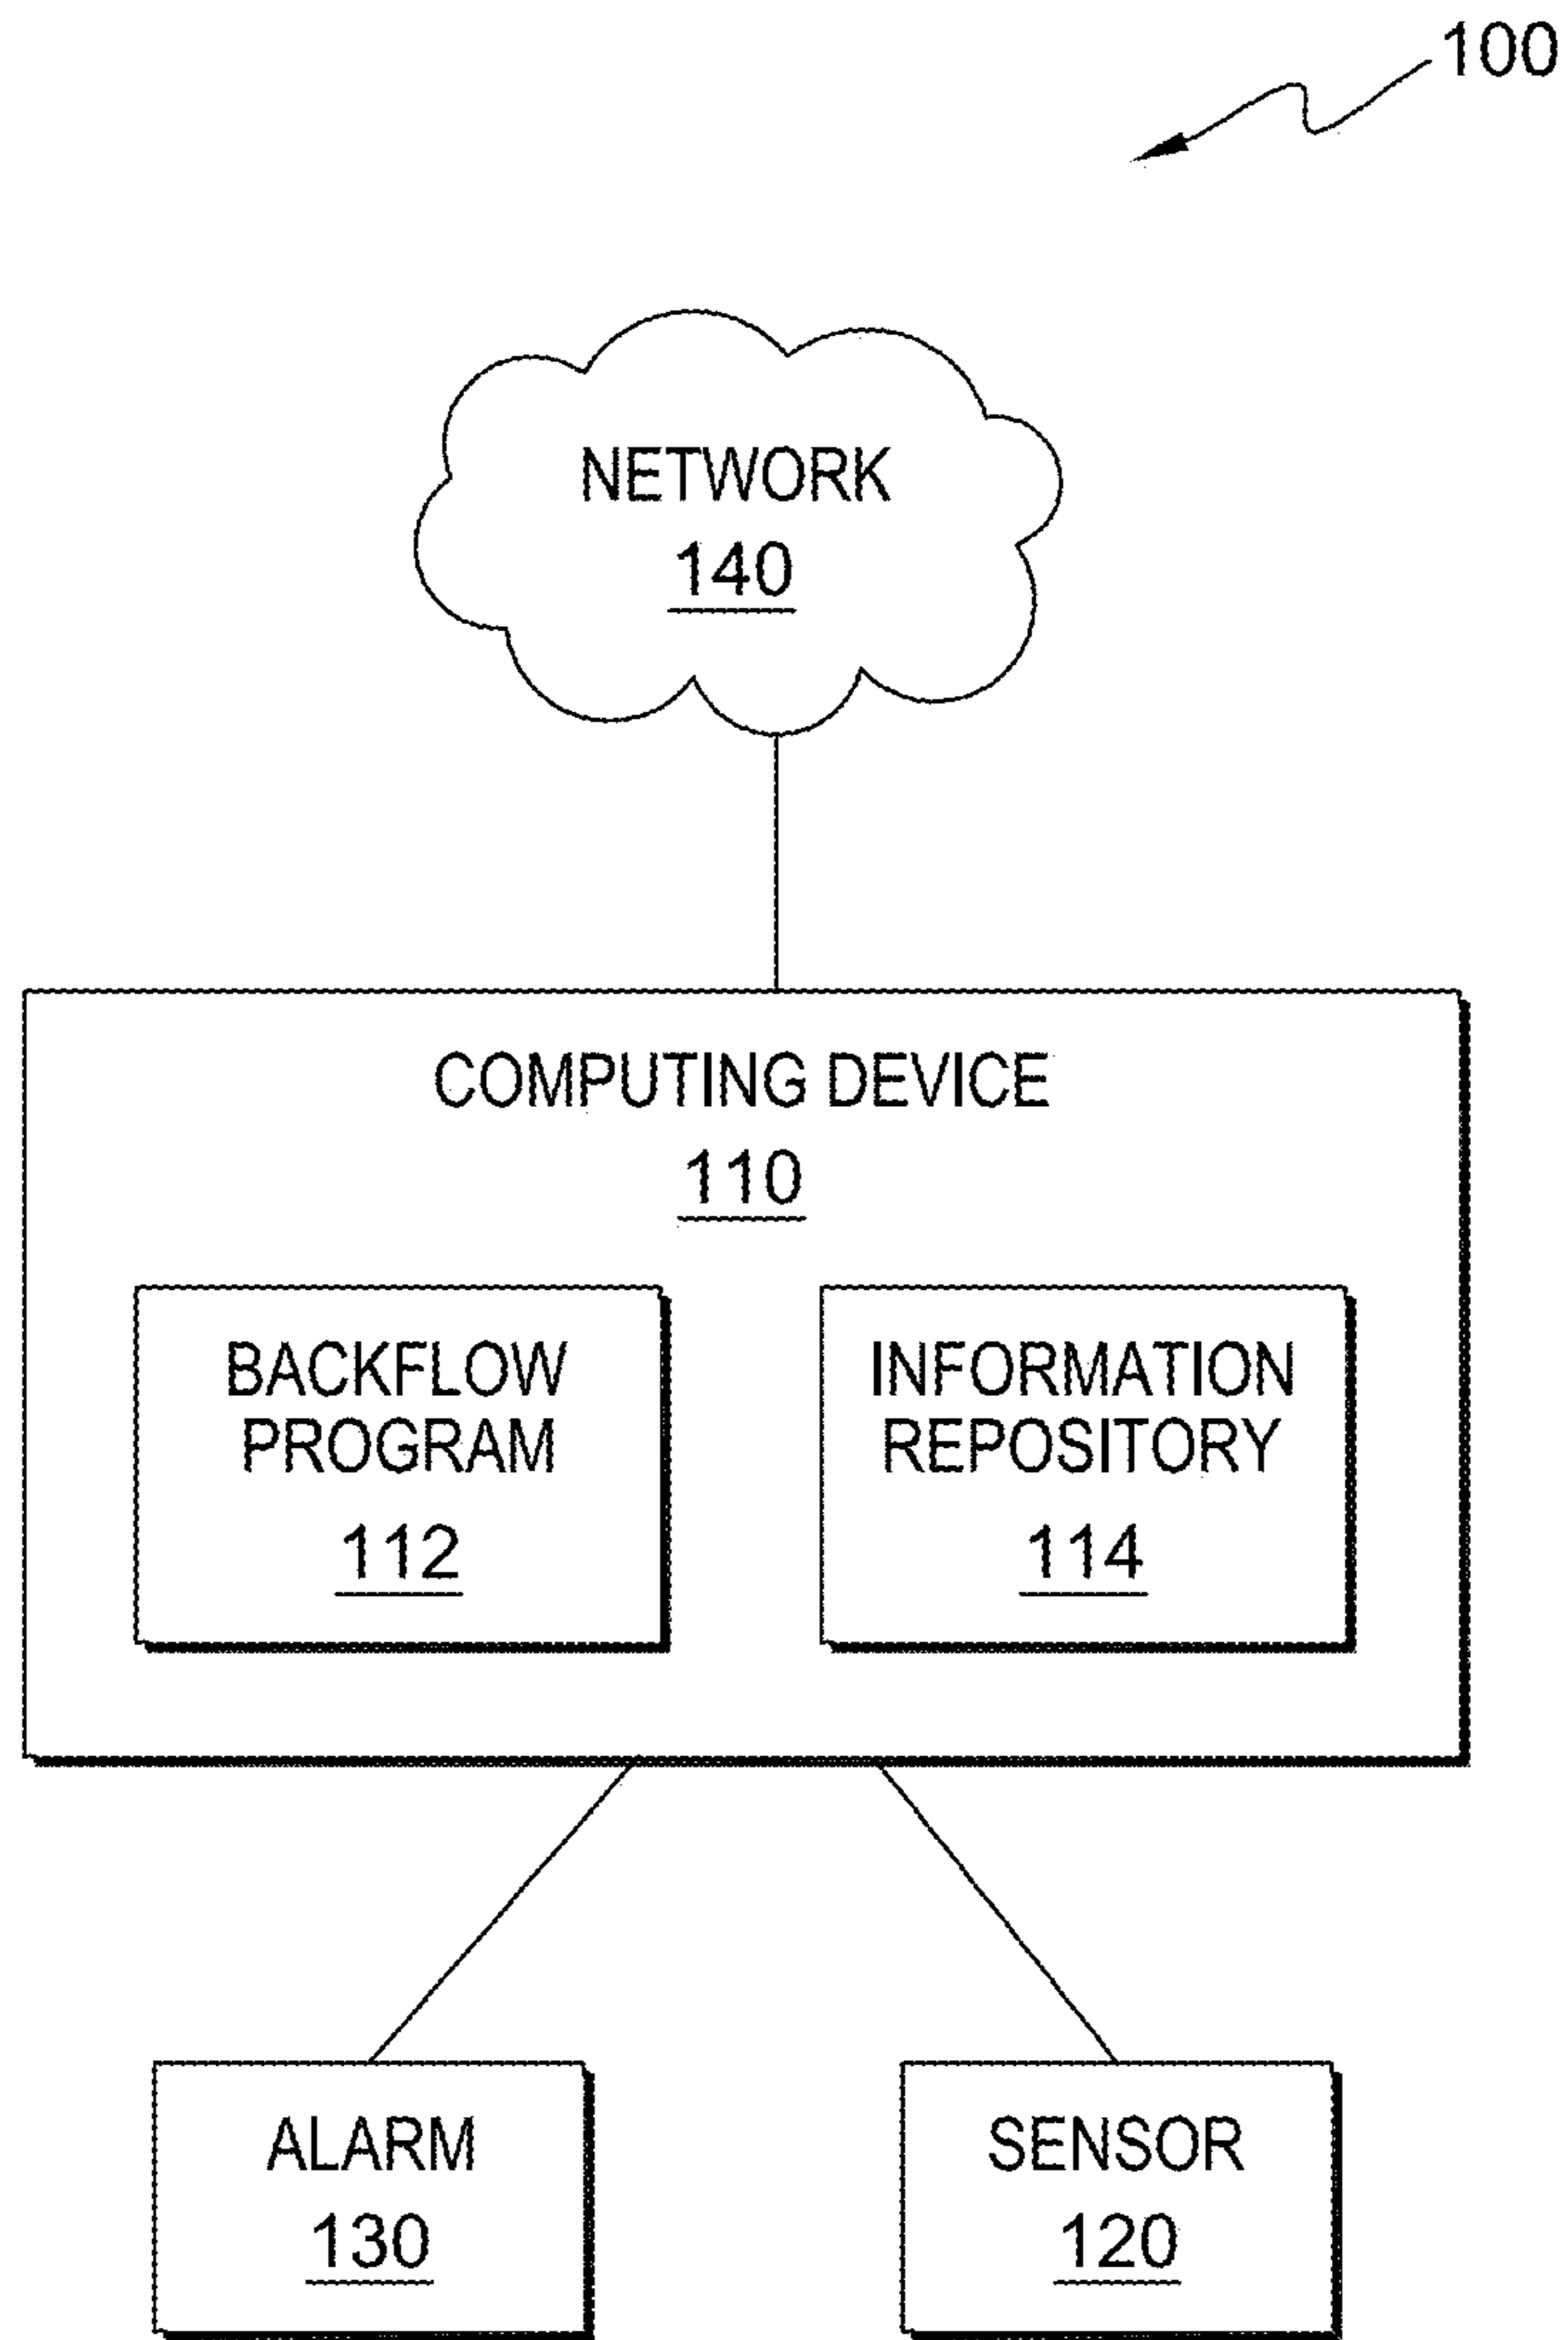 100
NETWORK
140
COMPUTING DEVICE
110
BACKFLOW
PROGRAM
112
INFORMATION
REPOSITORY
114
ALARM
130
SENSOR
120